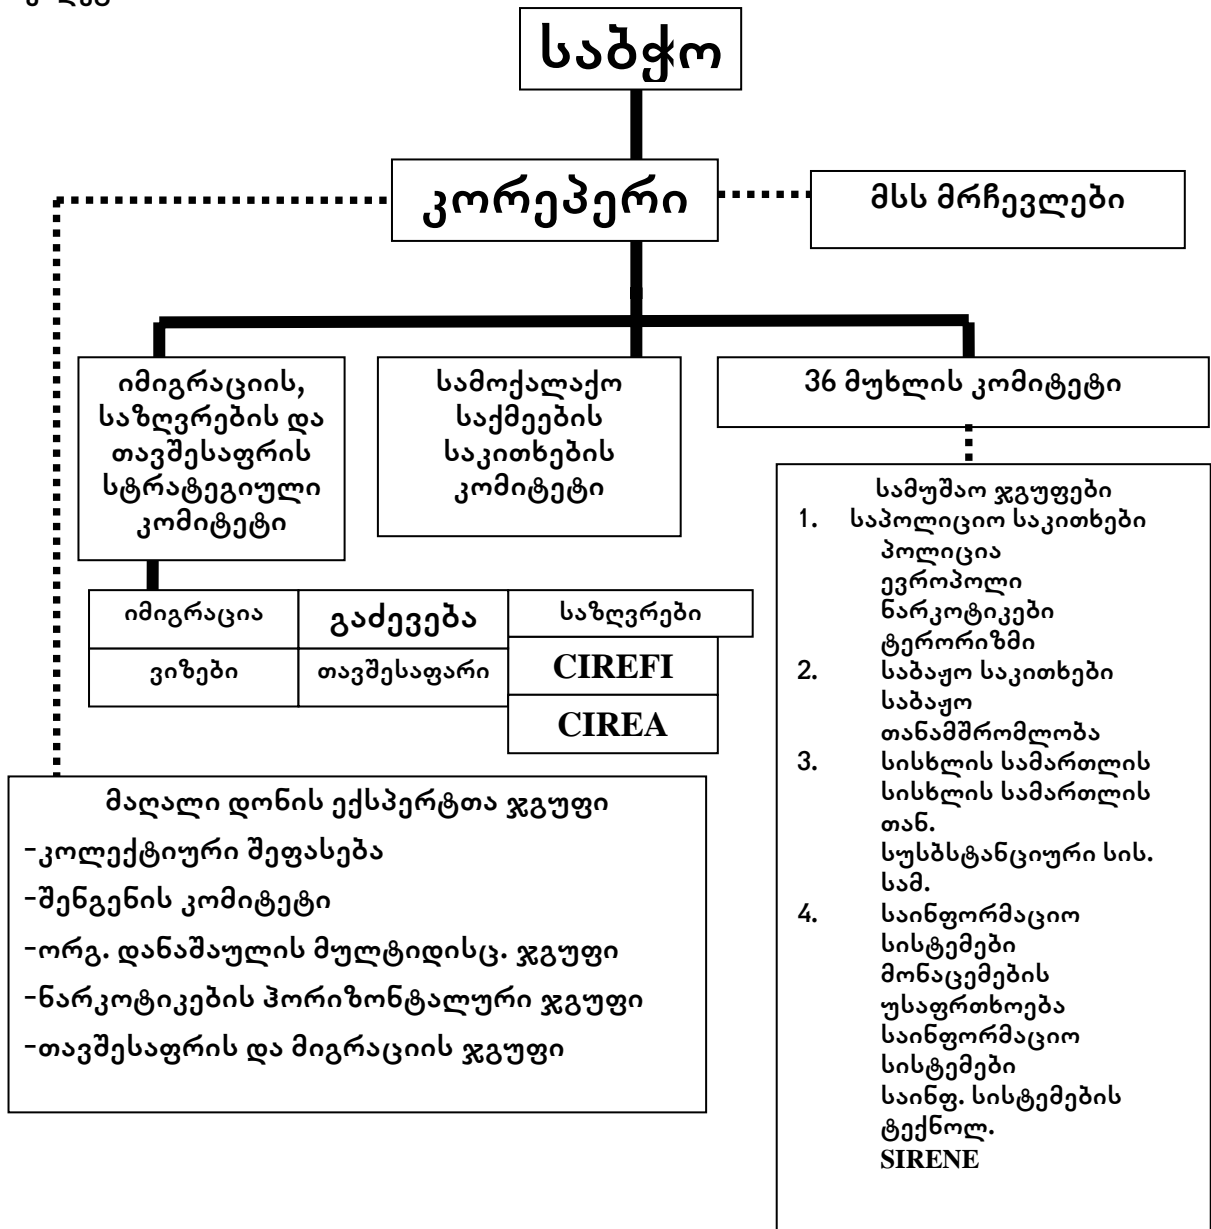 საბჭო
კორეპერი
მსს მრჩევლები
იმიგრაციის,
საზღვრების და
თავშესაფრის
სტრატეგიული
კომიტეტი
სამოქალაქო
საქმეების
საკითხების
კომიტეტი
36 მუხლის კომიტეტი
იმიგრაცია
გაძევება
საზღვრები
ვიზები
თავშესაფარი
CIREFI
CIREA
სამუშაო ჯგუფები
1. საპოლიციო საკითხები
პოლიცია
ევროპოლი
ნარკოტიკები
ტერორიზმი
2. საბაჟო საკითხები
საბაჟო
თანამშრომლობა
3. სისხლის სამართლის
სისხლის სამართლის
თან.
სუსბსტანციური სის.
სამ.
4. საინფორმაციო
სისტემები
მონაცემების
უსაფრთხოება
საინფორმაციო
სისტემები
საინფ. სისტემების
ტექნოლ.
SIRENE
მაღალი დონის ექსპერტთა ჯგუფი
-კოლექტიური შეფასება
-შენგენის კომიტეტი
-ორგ. დანაშაულის მულტიდისც. ჯგუფი
-ნარკოტიკების ჰორიზონტალური ჯგუფი
-თავშესაფრის და მიგრაციის ჯგუფი